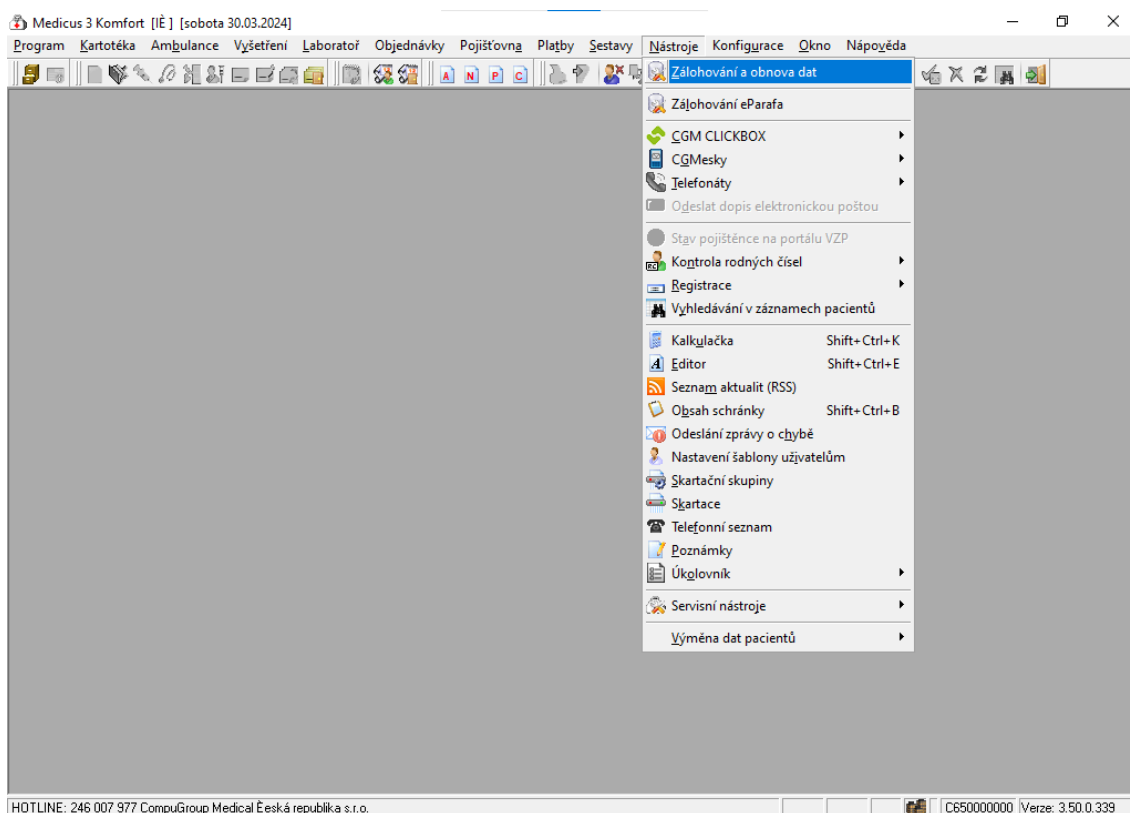 Medicus 3 Komfort [IÈ ] [sobota 30.03.2024]
Program Kartotéka Ambulance Vyšetření Laboratoř Objednávky Pojišťovna Platby Sestavy Nástroje Konfigurace Okno Nápověda
A N P C
Zálohování a obnova dat
Zálohování eParafa
CGM CLICKBOX
CGMesky
Telefonáty
Odeslat dopis elektronickou poštou
Stav pojištěnce na portálu VZP
Kontrola rodných čísel
Registrace
Vyhledávání v záznamech pacientů
Kalkulačka Shift+Ctrl+K
Editor Shift+Ctrl+E
Seznam aktualit (RSS)
Obsah schránky Shift+Ctrl+B
Odeslání zprávy o chybě
Nastavení šablony uživatelům
Skartační skupiny
Skartace
Telefonní seznam
Poznámky
Úkolovník
Servisní nástroje
Výměna dat pacientů
HOTLINE: 246 007 977 CompuGroup Medical Èeská republika s.r.o. C650000000 Verze: 3.50.0.339